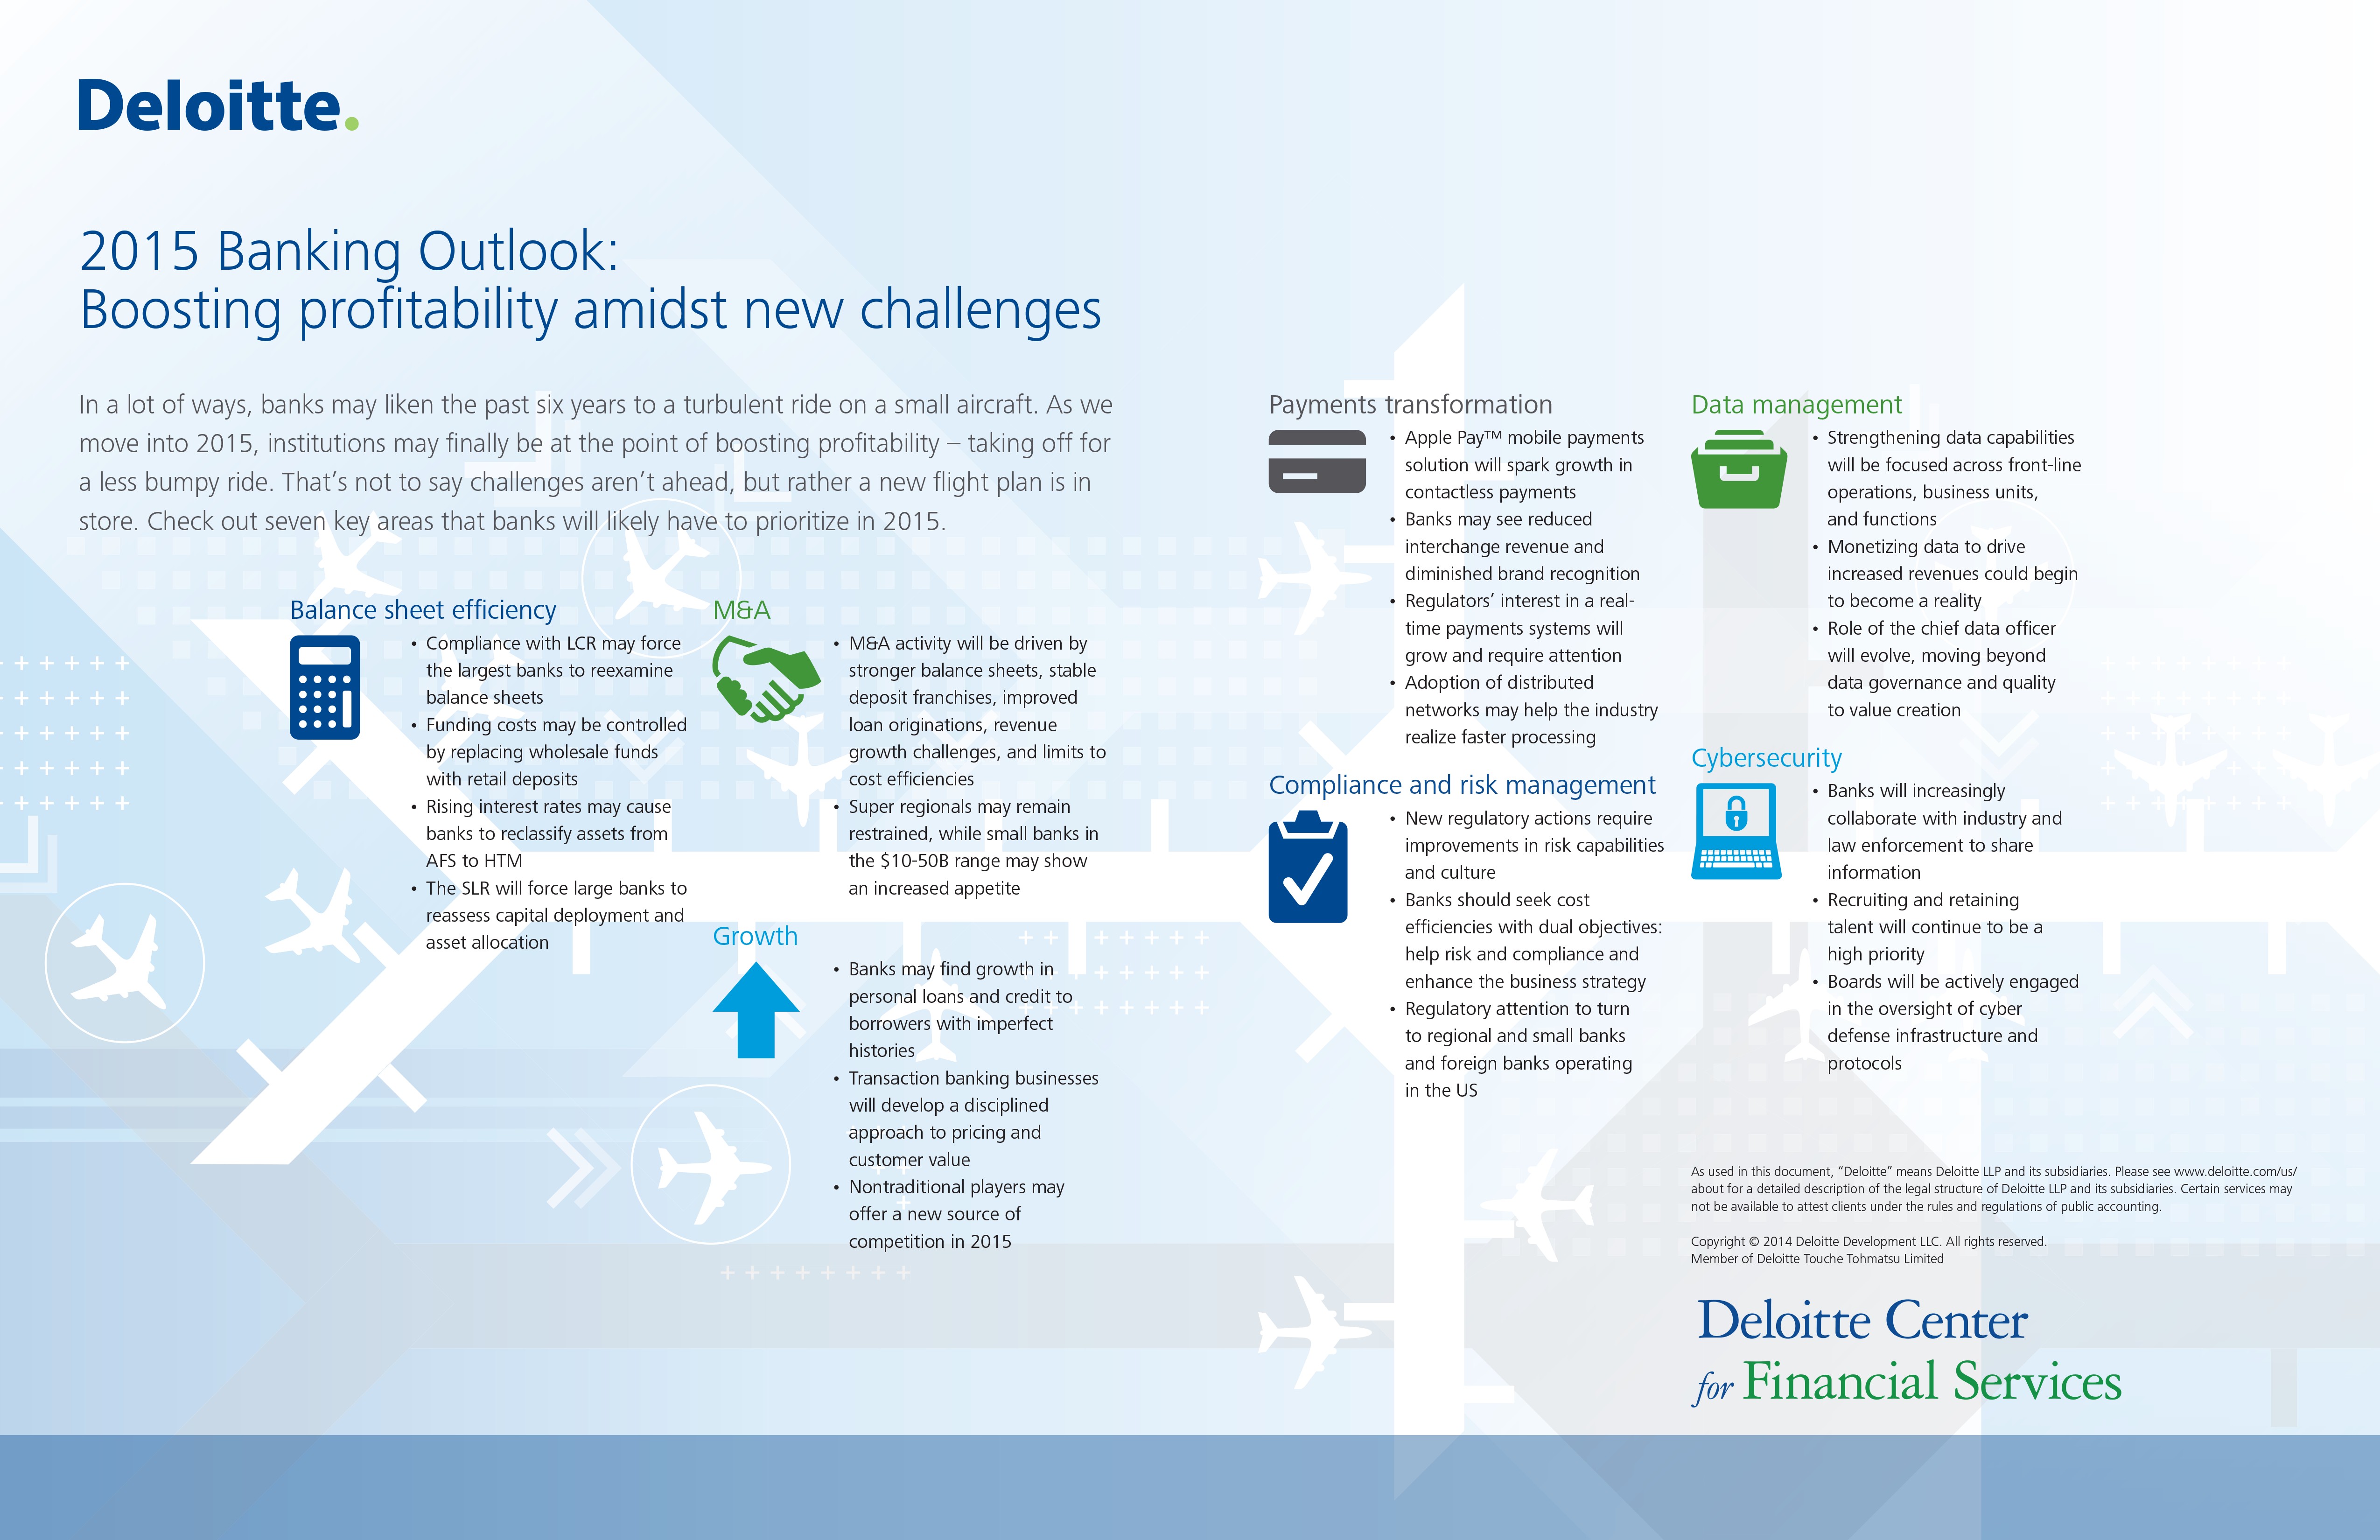 Deloitte.
2015 Banking Outlook:
Boosting profitability amidst new challenges
In a lot of ways, banks may liken the past six years to a turbulent ride on a small aircraft. As we
move into 2015, institutions may finally be at the point of boosting profitability – taking off for
a less bumpy ride. That’s not to say challenges aren’t ahead, but rather a new flight plan is in
store. Check out seven key areas that banks will likely have to prioritize in 2015.
Balance sheet efficiency
• Compliance with LCR may force
the largest banks to reexamine
balance sheets
• Funding costs may be controlled
by replacing wholesale funds
with retail deposits
• Rising interest rates may cause
banks to reclassify assets from
AFS to HTM
• The SLR will force large banks to
reassess capital deployment and
asset allocation
M&A
• M&A activity will be driven by
stronger balance sheets, stable
deposit franchises, improved
loan originations, revenue
growth challenges, and limits to
cost efficiencies
• Super regionals may remain
restrained, while small banks in
the $10-50B range may show
an increased appetite
Growth
• Banks may find growth in
personal loans and credit to
borrowers with imperfect
histories
• Transaction banking businesses
will develop a disciplined
approach to pricing and
customer value
• Nontraditional players may
offer a new source of
competition in 2015
Payments transformation
• Apple Pay™ mobile payments
solution will spark growth in
contactless payments
• Banks may see reduced
interchange revenue and
diminished brand recognition
• Regulators’ interest in a real-
time payments systems will
grow and require attention
• Adoption of distributed
networks may help the industry
realize faster processing
Compliance and risk management
• New regulatory actions require
improvements in risk capabilities
and culture
• Banks should seek cost
efficiencies with dual objectives:
help risk and compliance and
enhance the business strategy
• Regulatory attention to turn
to regional and small banks
and foreign banks operating
in the US
Data management
• Strengthening data capabilities
will be focused across front-line
operations, business units,
and functions
• Monetizing data to drive
increased revenues could begin
to become a reality
• Role of the chief data officer
will evolve, moving beyond
data governance and quality
to value creation
Cybersecurity
• Banks will increasingly
collaborate with industry and
law enforcement to share
information
• Recruiting and retaining
talent will continue to be a
high priority
• Boards will be actively engaged
in the oversight of cyber
defense infrastructure and
protocols
As used in this document, “Deloitte” means Deloitte LLP and its subsidiaries. Please see www.deloitte.com/us/
about for a detailed description of the legal structure of Deloitte LLP and its subsidiaries. Certain services may
not be available to attest clients under the rules and regulations of public accounting.
Copyright © 2014 Deloitte Development LLC. All rights reserved.
Member of Deloitte Touche Tohmatsu Limited
Deloitte Center
for Financial Services